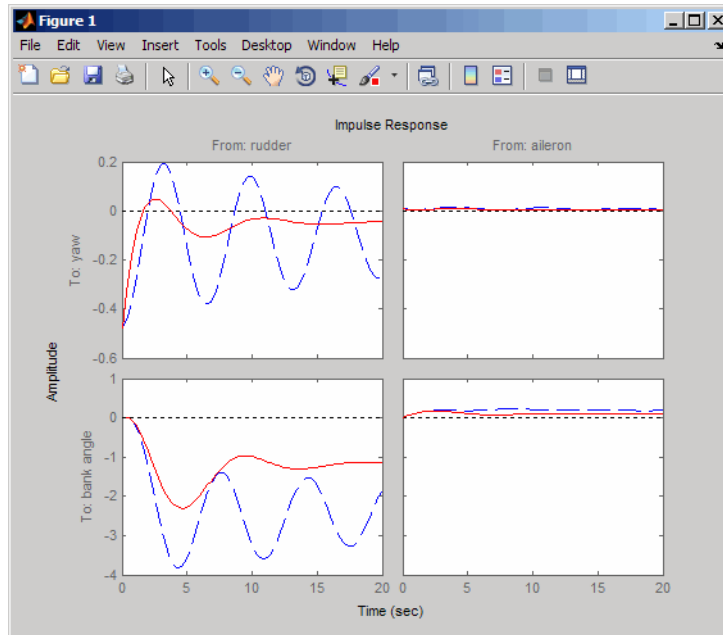 Figure 1
File Edit View Insert Tools Desktop Window Help
Impulse Response
From: rudder From: aileron
0.2
0
-0.2
-0.4
-0.6
To: yaw
Amplitude
1
0
-1
-2
-3
-4
To: bank angle
0 5 10 15 20 0 5 10 15 20
Time (sec)